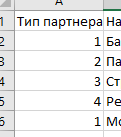 A
1 Тип партнера На
2 1 Ба
3 2 Па
4 3 Ст
5 4 Ре
6 1 Мо